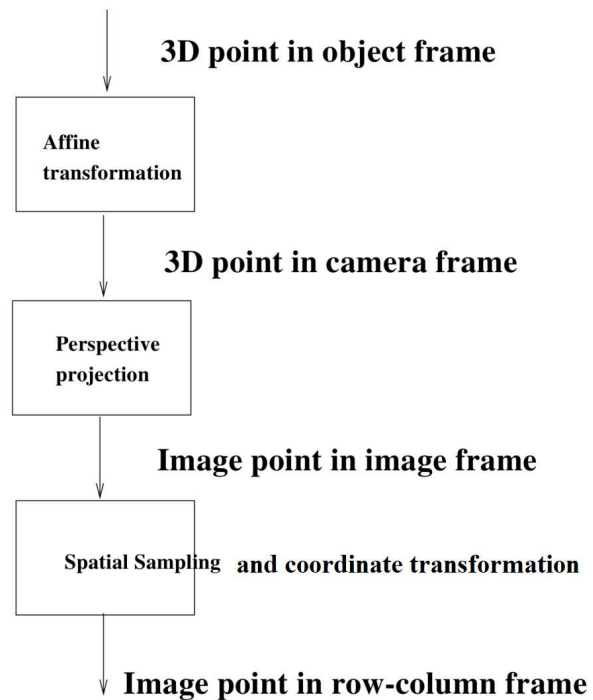 3D point in object frame
Affine
transformation
3D point in camera frame
Perspective
projection
Image point in image frame
Spatial Sampling and coordinate transformation
Image point in row-column frame